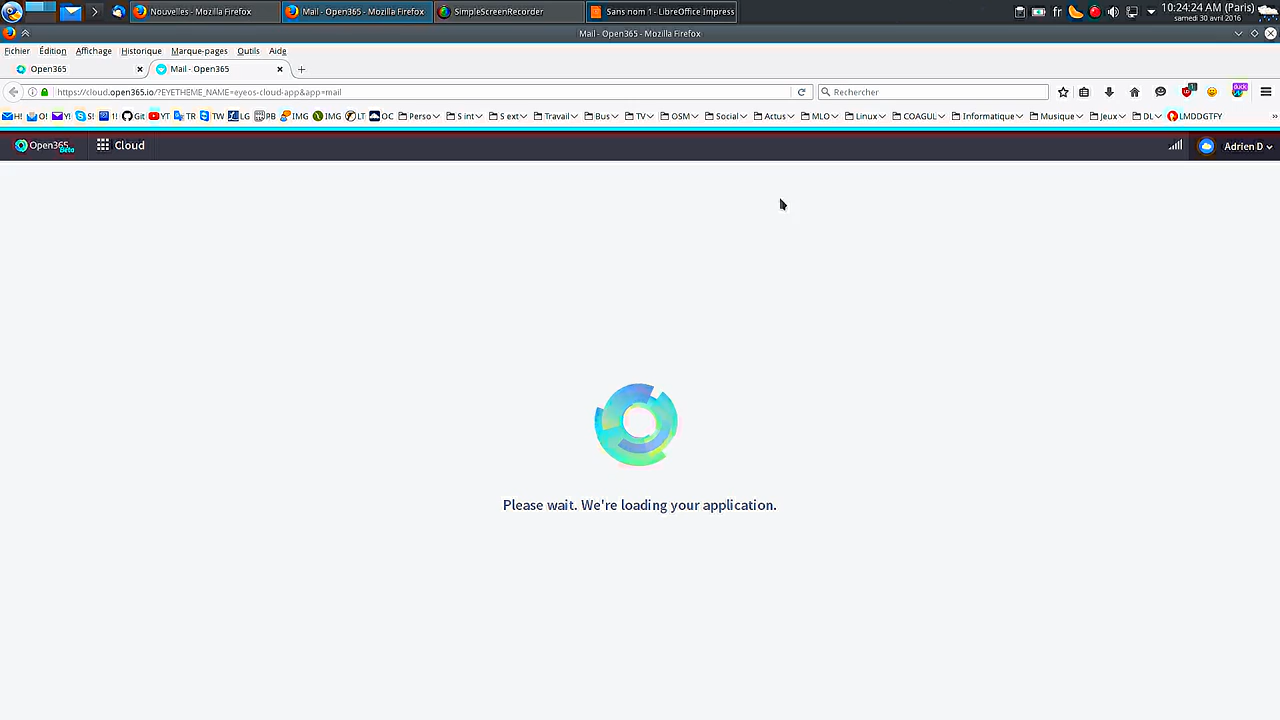 Nouvelles - Mozilla Firefox
Mail - Open365 - Mozilla Firefox
SimpleScreenRecorder
Sans nom 1 - LibreOffice Impress
fr
10:24:24 AM (Paris)
samedi 30 avril 2016
Mail - Open365 - Mozilla Firefox
Fichier Édition Affichage Historique Marque-pages Outils Aide
Open365
Mail - Open365
https://cloud.open365.io/?EYETHEME_NAME=eyeos-cloud-app&app=mail
Rechercher
H! O! Y! S! Git YT TR TW LG PB IMG IMG LT OC Perso S int S ext Travail Bus TV OSM Social Actus MLO Linux COAGUL Informatique Musique Jeux DL LMDDGTFY
Open365 Beta
Cloud
Adrien D
Please wait. We're loading your application.